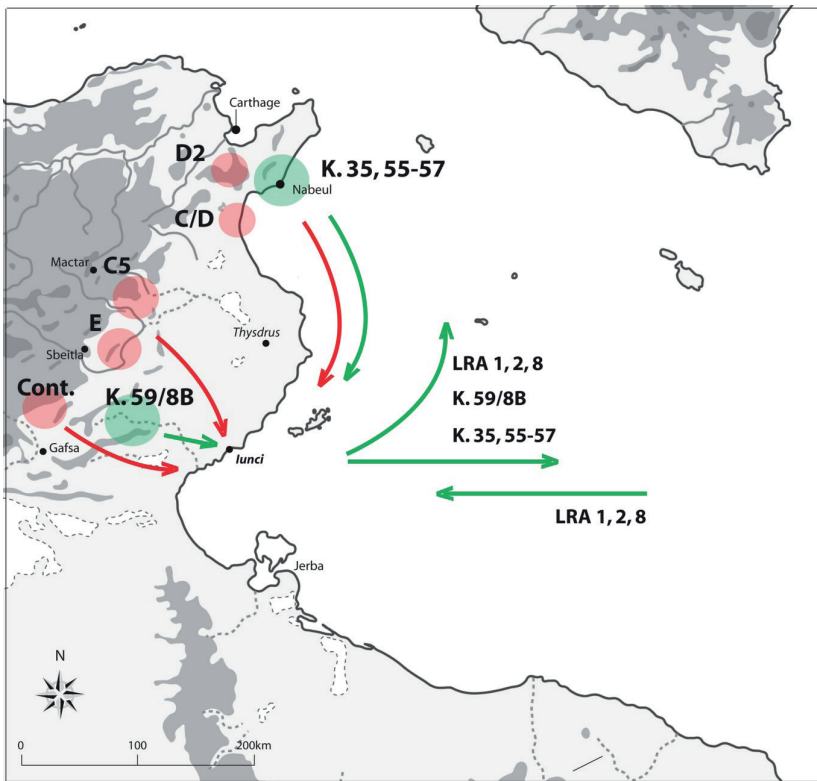 Carthage
D2
K. 35, 55-57
Nabeul
C/D
Mactar
C5
E
Thysdrus
Sbeitla
LRA 1, 2, 8
Cont.
K. 59/8B
K. 59/8B
K. 35, 55-57
Gafsa
Iunci
LRA 1, 2, 8
Jerba
N
0 100 200km